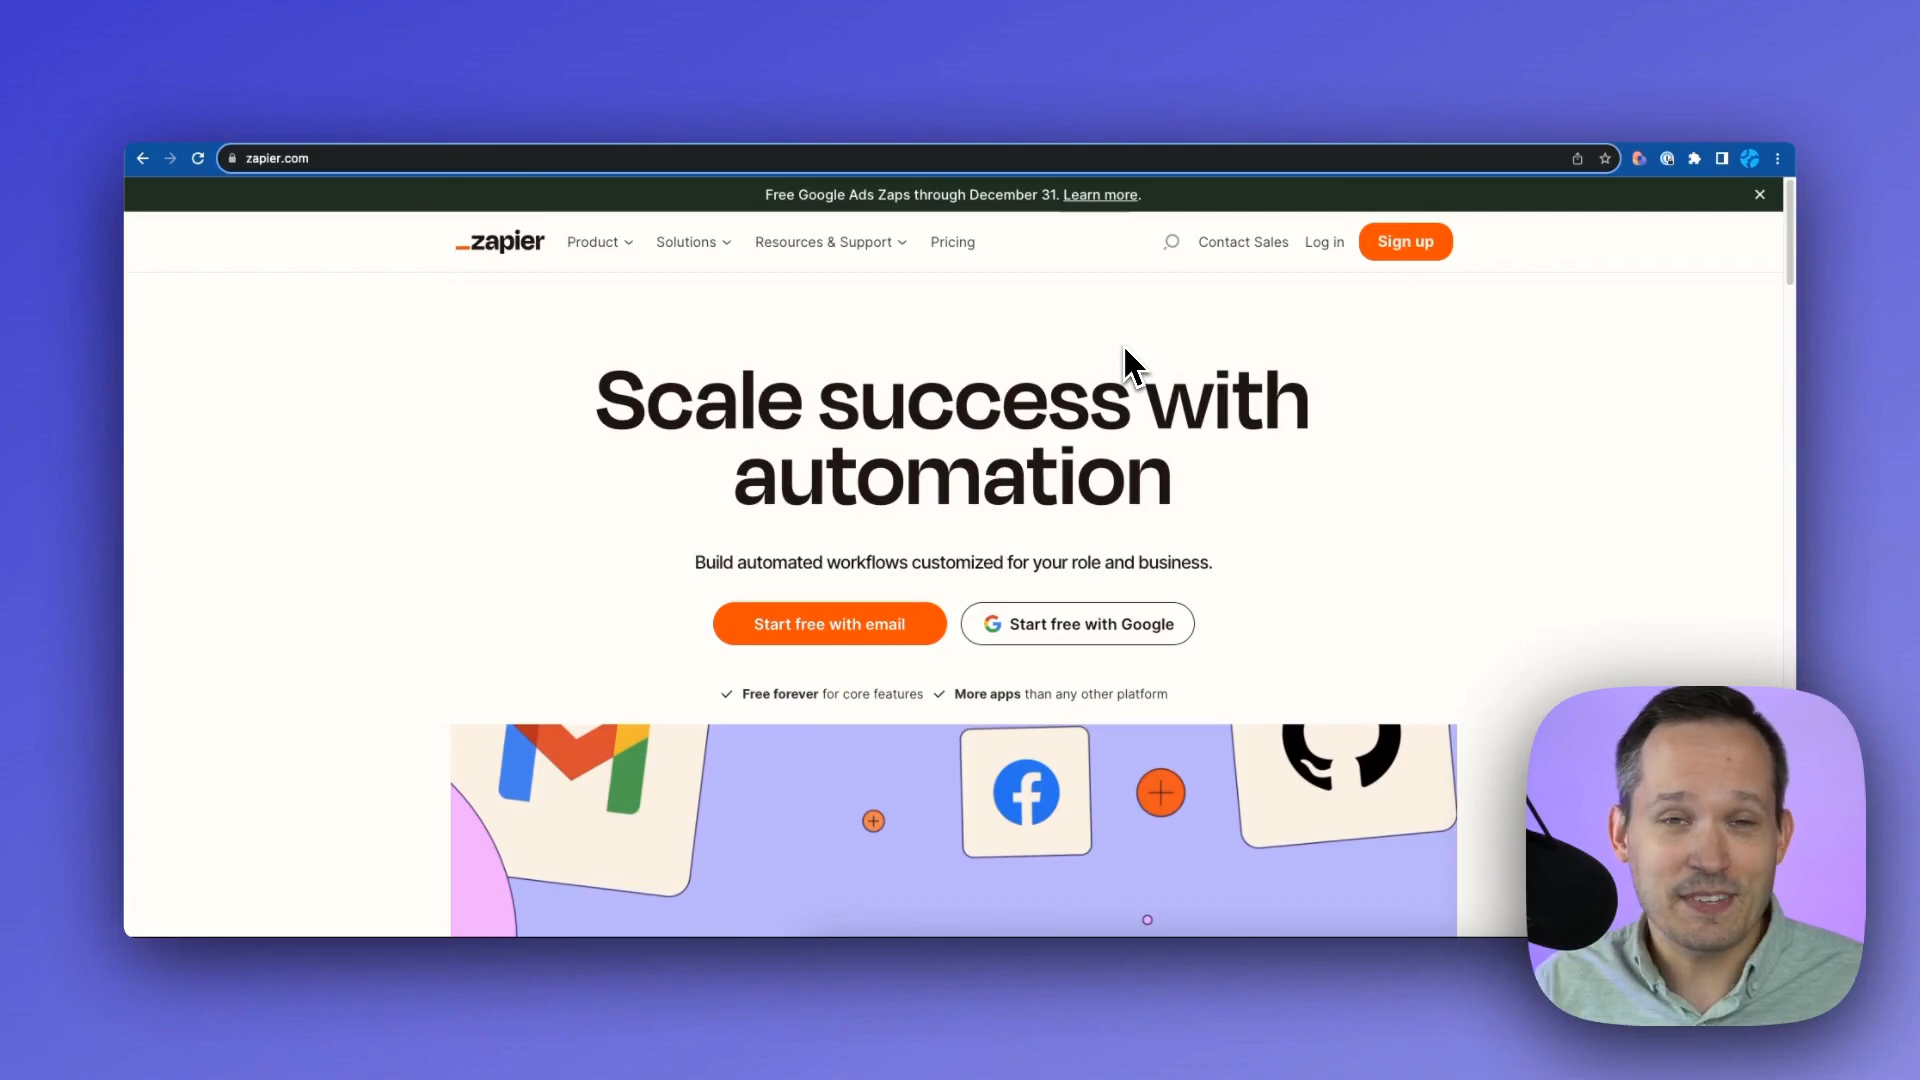 zapier.com
Free Google Ads Zaps through December 31. Learn more.
zapier Product Solutions Resources & Support Pricing Contact Sales Log in Sign up
Scale success with
automation
Build automated workflows customized for your role and business.
Start free with email Start free with Google
Free forever for core features More apps than any other platform